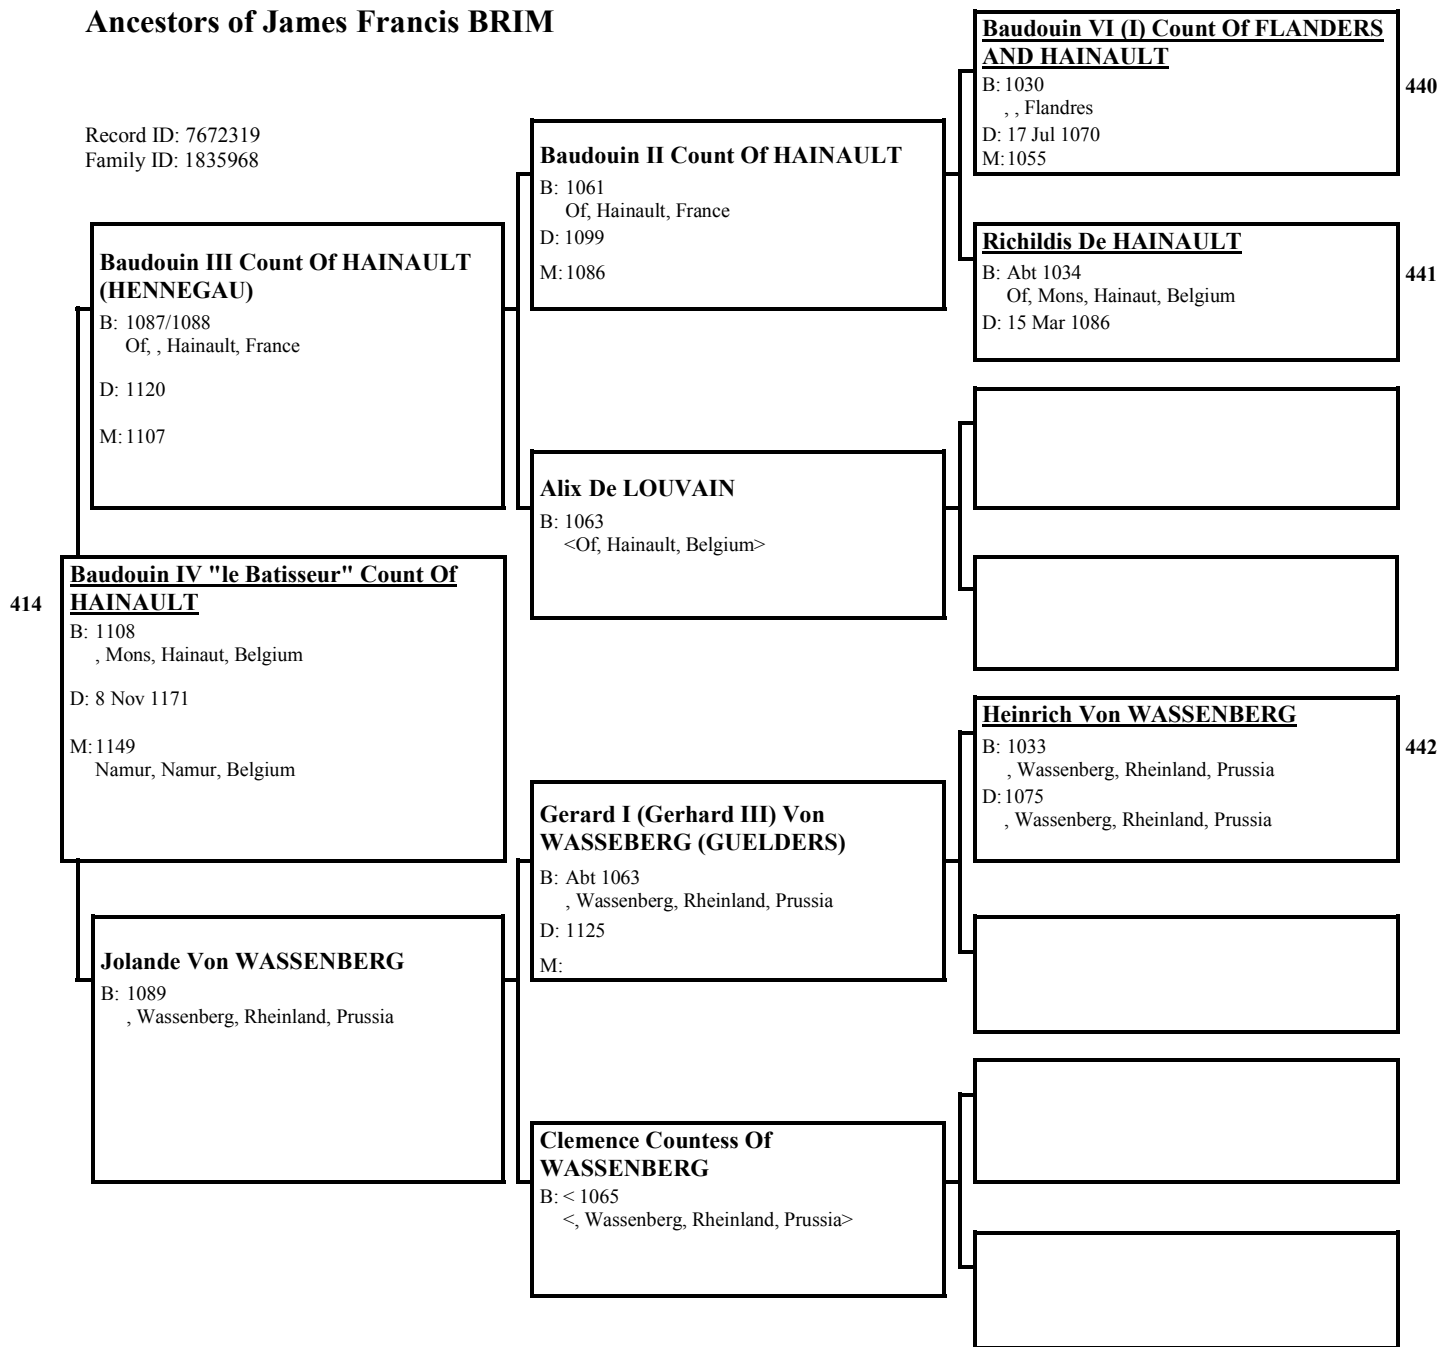 Ancestors of James Francis BRIM
Record ID: 7672319
Family ID: 1835968
Baudouin VI (I) Count Of FLANDERS
AND HAINAULT
B: 1030
, , Flandres
D: 17 Jul 1070
M: 1055
440
Baudouin II Count Of HAINAULT
B: 1061
Of, Hainault, France
D: 1099
M: 1086
Richildis De HAINAULT
B: Abt 1034
Of, Mons, Hainaut, Belgium
D: 15 Mar 1086
441
Baudouin III Count Of HAINAULT
(HENNEGAU)
B: 1087/1088
Of, , Hainault, France
D: 1120
M: 1107
Alix De LOUVAIN
B: 1063
<Of, Hainault, Belgium>
414
Baudouin IV "le Batisseur" Count Of
HAINAULT
B: 1108
, Mons, Hainaut, Belgium
D: 8 Nov 1171
M: 1149
Namur, Namur, Belgium
Heinrich Von WASSENBERG
B: 1033
, Wassenberg, Rheinland, Prussia
D: 1075
, Wassenberg, Rheinland, Prussia
442
Gerard I (Gerhard III) Von
WASSEBERG (GUELDERS)
B: Abt 1063
, Wassenberg, Rheinland, Prussia
D: 1125
M:
Jolande Von WASSENBERG
B: 1089
, Wassenberg, Rheinland, Prussia
Clemence Countess Of
WASSENBERG
B: < 1065
<, Wassenberg, Rheinland, Prussia>